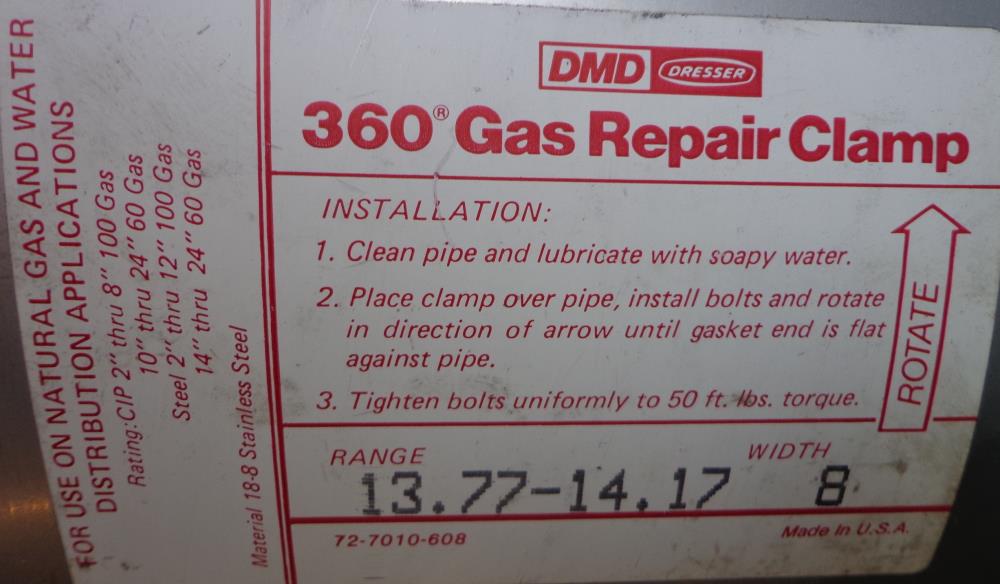 FOR USE ON NATURAL GAS AND WATER
DISTRIBUTION APPLICATIONS
Rating: CIP 2" thru 8" 100 Gas
10" thru 24" 60 Gas
Steel 2" thru 12" 100 Gas
14" thru 24" 60 Gas
Material 18-8 Stainless Steel
DMD DRESSER
360® Gas Repair Clamp
INSTALLATION:
1. Clean pipe and lubricate with soapy water.
2. Place clamp over pipe, install bolts and rotate
in direction of arrow until gasket end is flat
against pipe.
3. Tighten bolts uniformly to 50 ft. lbs. torque.
ROTATE
RANGE WIDTH
13.77-14.17 8
72-7010-608 Made In U.S.A.